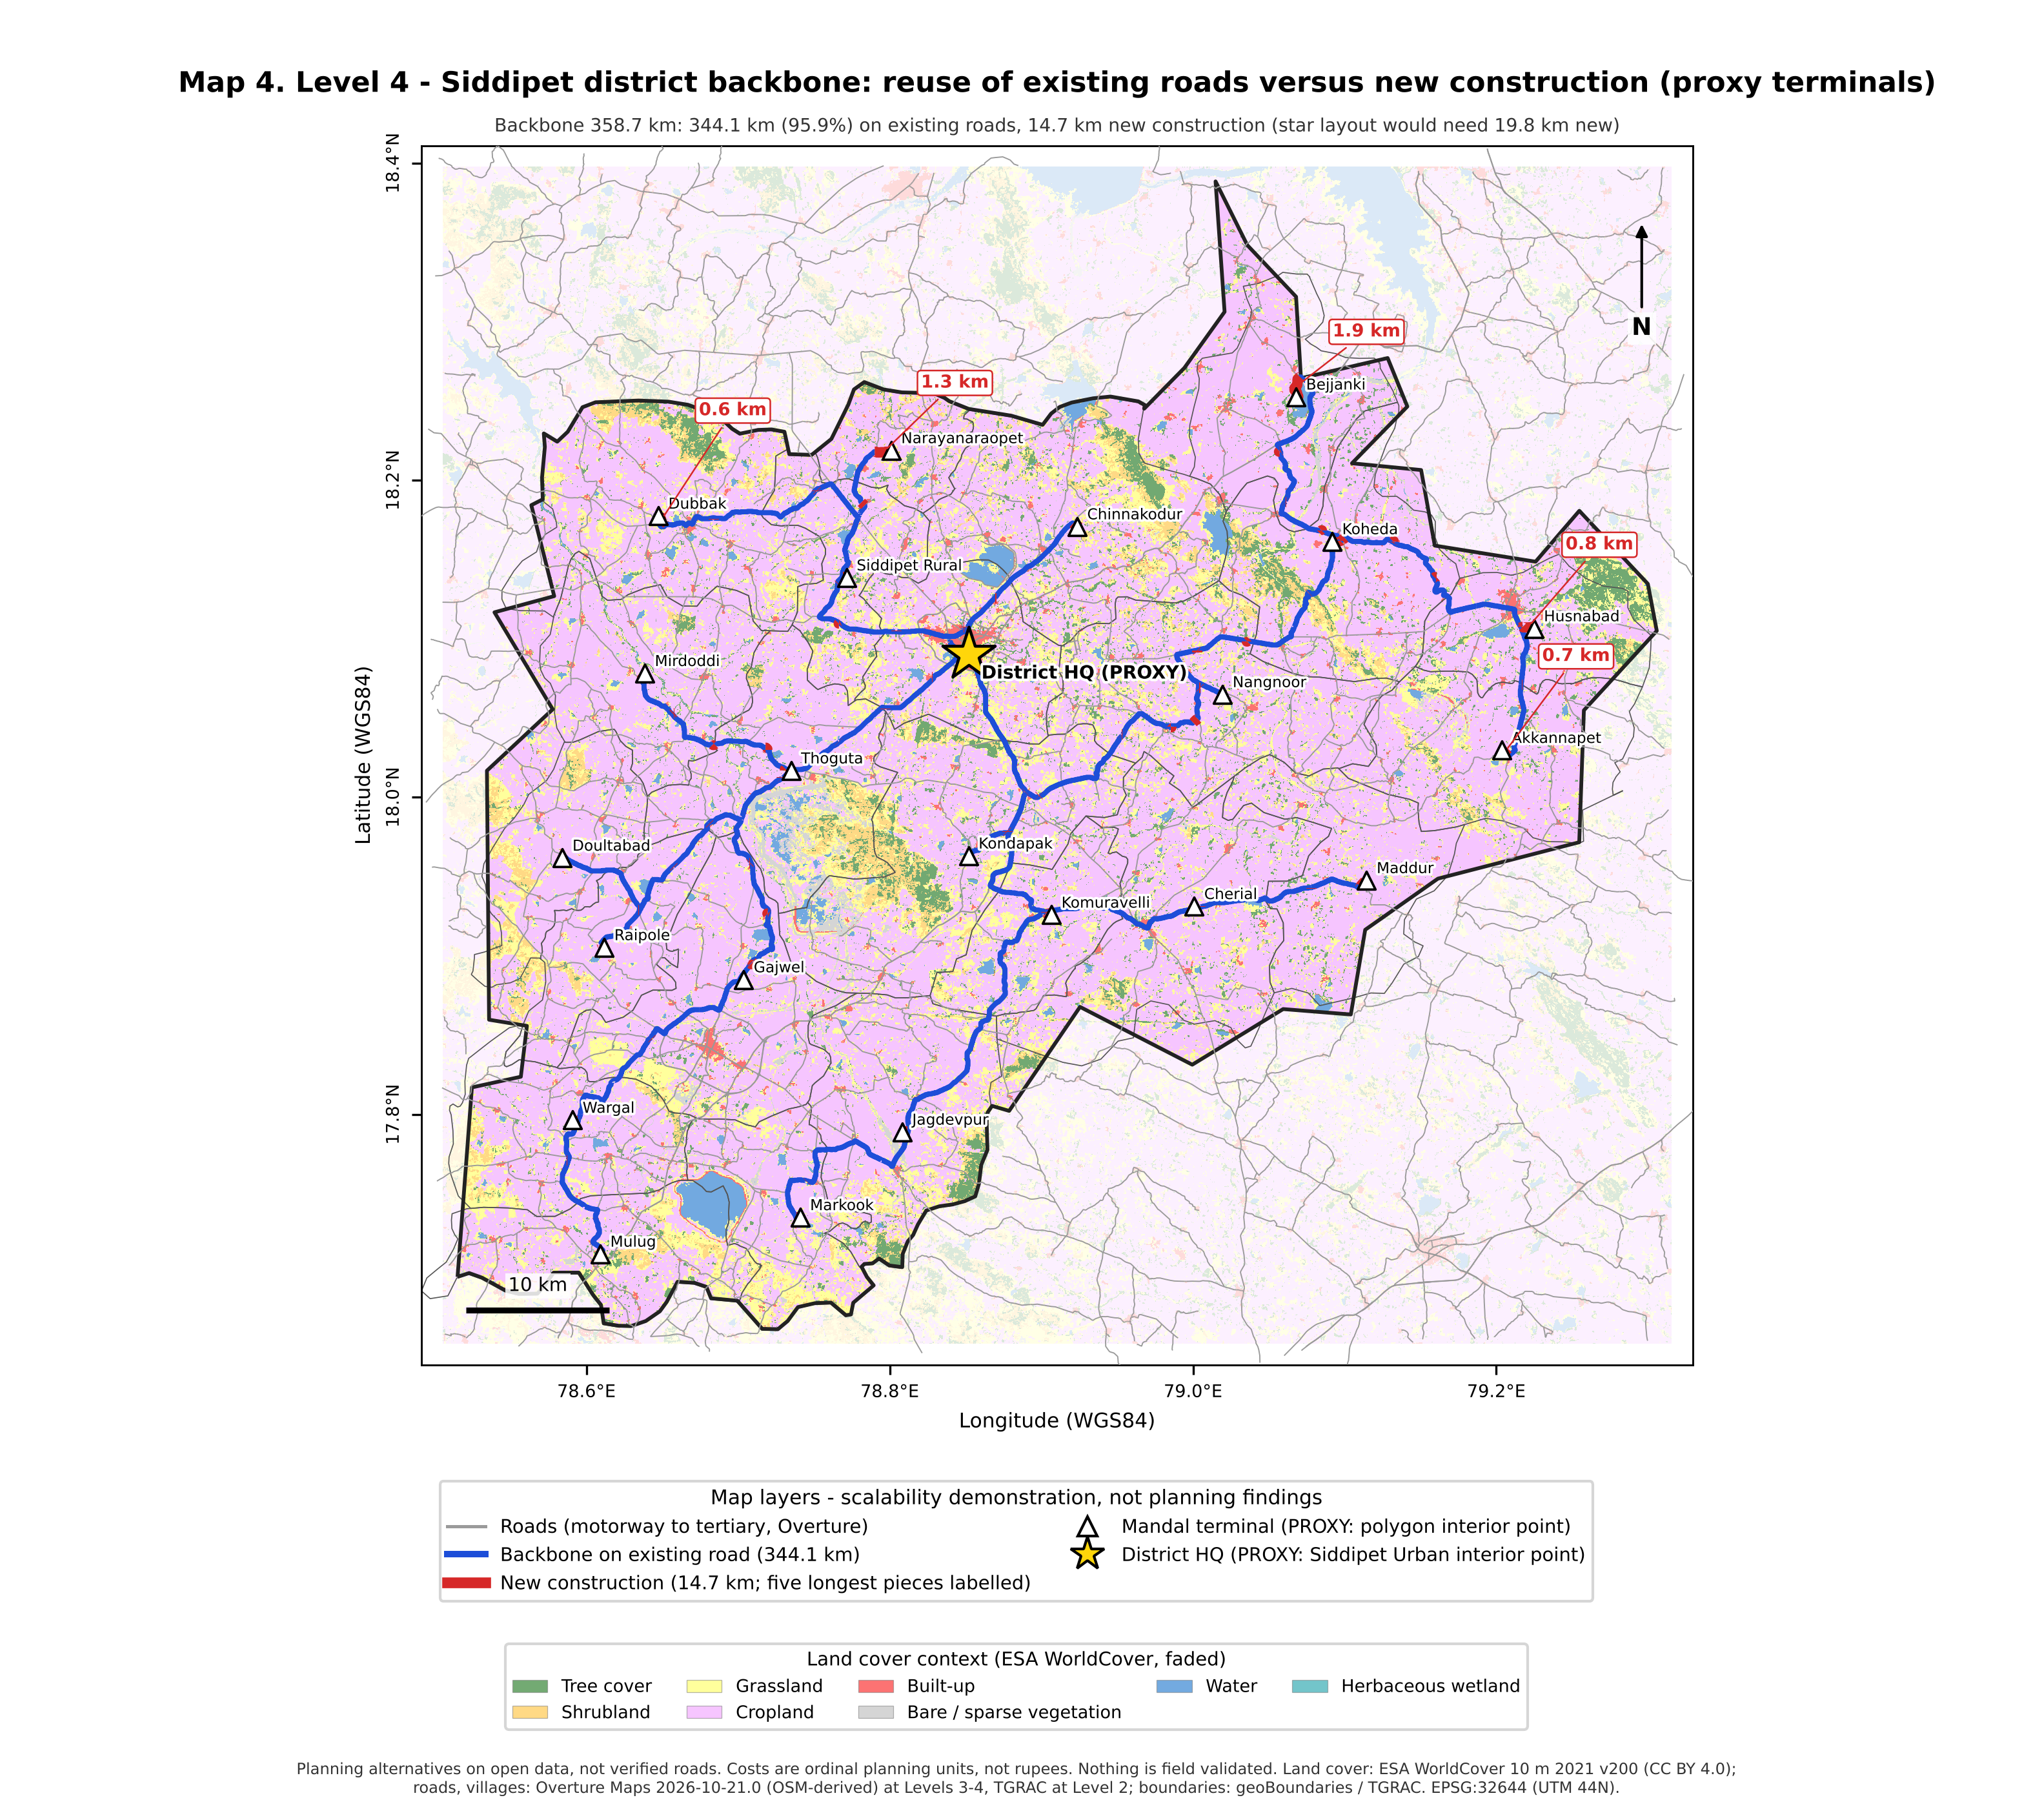 Map 4. Level 4 - Siddipet district backbone: reuse of existing roads versus new construction (proxy terminals)
Backbone 358.7 km: 344.1 km (95.9%) on existing roads, 14.7 km new construction (star layout would need 19.8 km new)
18.4°N
18.2°N
18.0°N
17.8°N
Latitude (WGS84)
N
1.9 km
Bejjanki
1.3 km
0.6 km
Narayanaraopet
Dubbak
Chinnakodur
Koheda
0.8 km
Siddipet Rural
Husnabad
0.7 km
Mirdoddi
District HQ (PROXY)
Nangnoor
Akkannapet
Thoguta
Doultabad
Kondapak
Maddur
Cherial
Komuravelli
Raipole
Gajwel
Wargal
Jagdevpur
Markook
Mulug
10 km
78.6°E
78.8°E
79.0°E
79.2°E
Longitude (WGS84)
Map layers - scalability demonstration, not planning findings
Roads (motorway to tertiary, Overture)
Backbone on existing road (344.1 km)
New construction (14.7 km; five longest pieces labelled)
Mandal terminal (PROXY: polygon interior point)
District HQ (PROXY: Siddipet Urban interior point)
Land cover context (ESA WorldCover, faded)
Tree cover
Shrubland
Grassland
Cropland
Built-up
Bare / sparse vegetation
Water
Herbaceous wetland
Planning alternatives on open data, not verified roads. Costs are ordinal planning units, not rupees. Nothing is field validated. Land cover: ESA WorldCover 10 m 2021 v200 (CC BY 4.0);
roads, villages: Overture Maps 2026-10-21.0 (OSM-derived) at Levels 3-4, TGRAC at Level 2; boundaries: geoBoundaries / TGRAC. EPSG:32644 (UTM 44N).